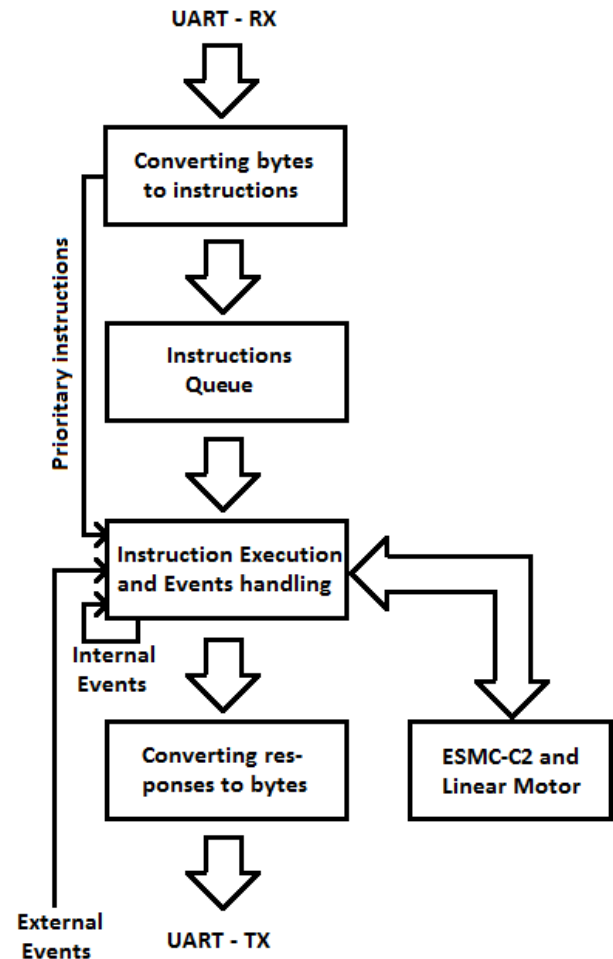 UART - RX
Converting bytes
to instructions
Prioritary instructions
Instructions
Queue
Instruction Execution
and Events handling
Internal
Events
Converting res-
ponses to bytes
ESMC-C2 and
Linear Motor
External
Events
UART - TX